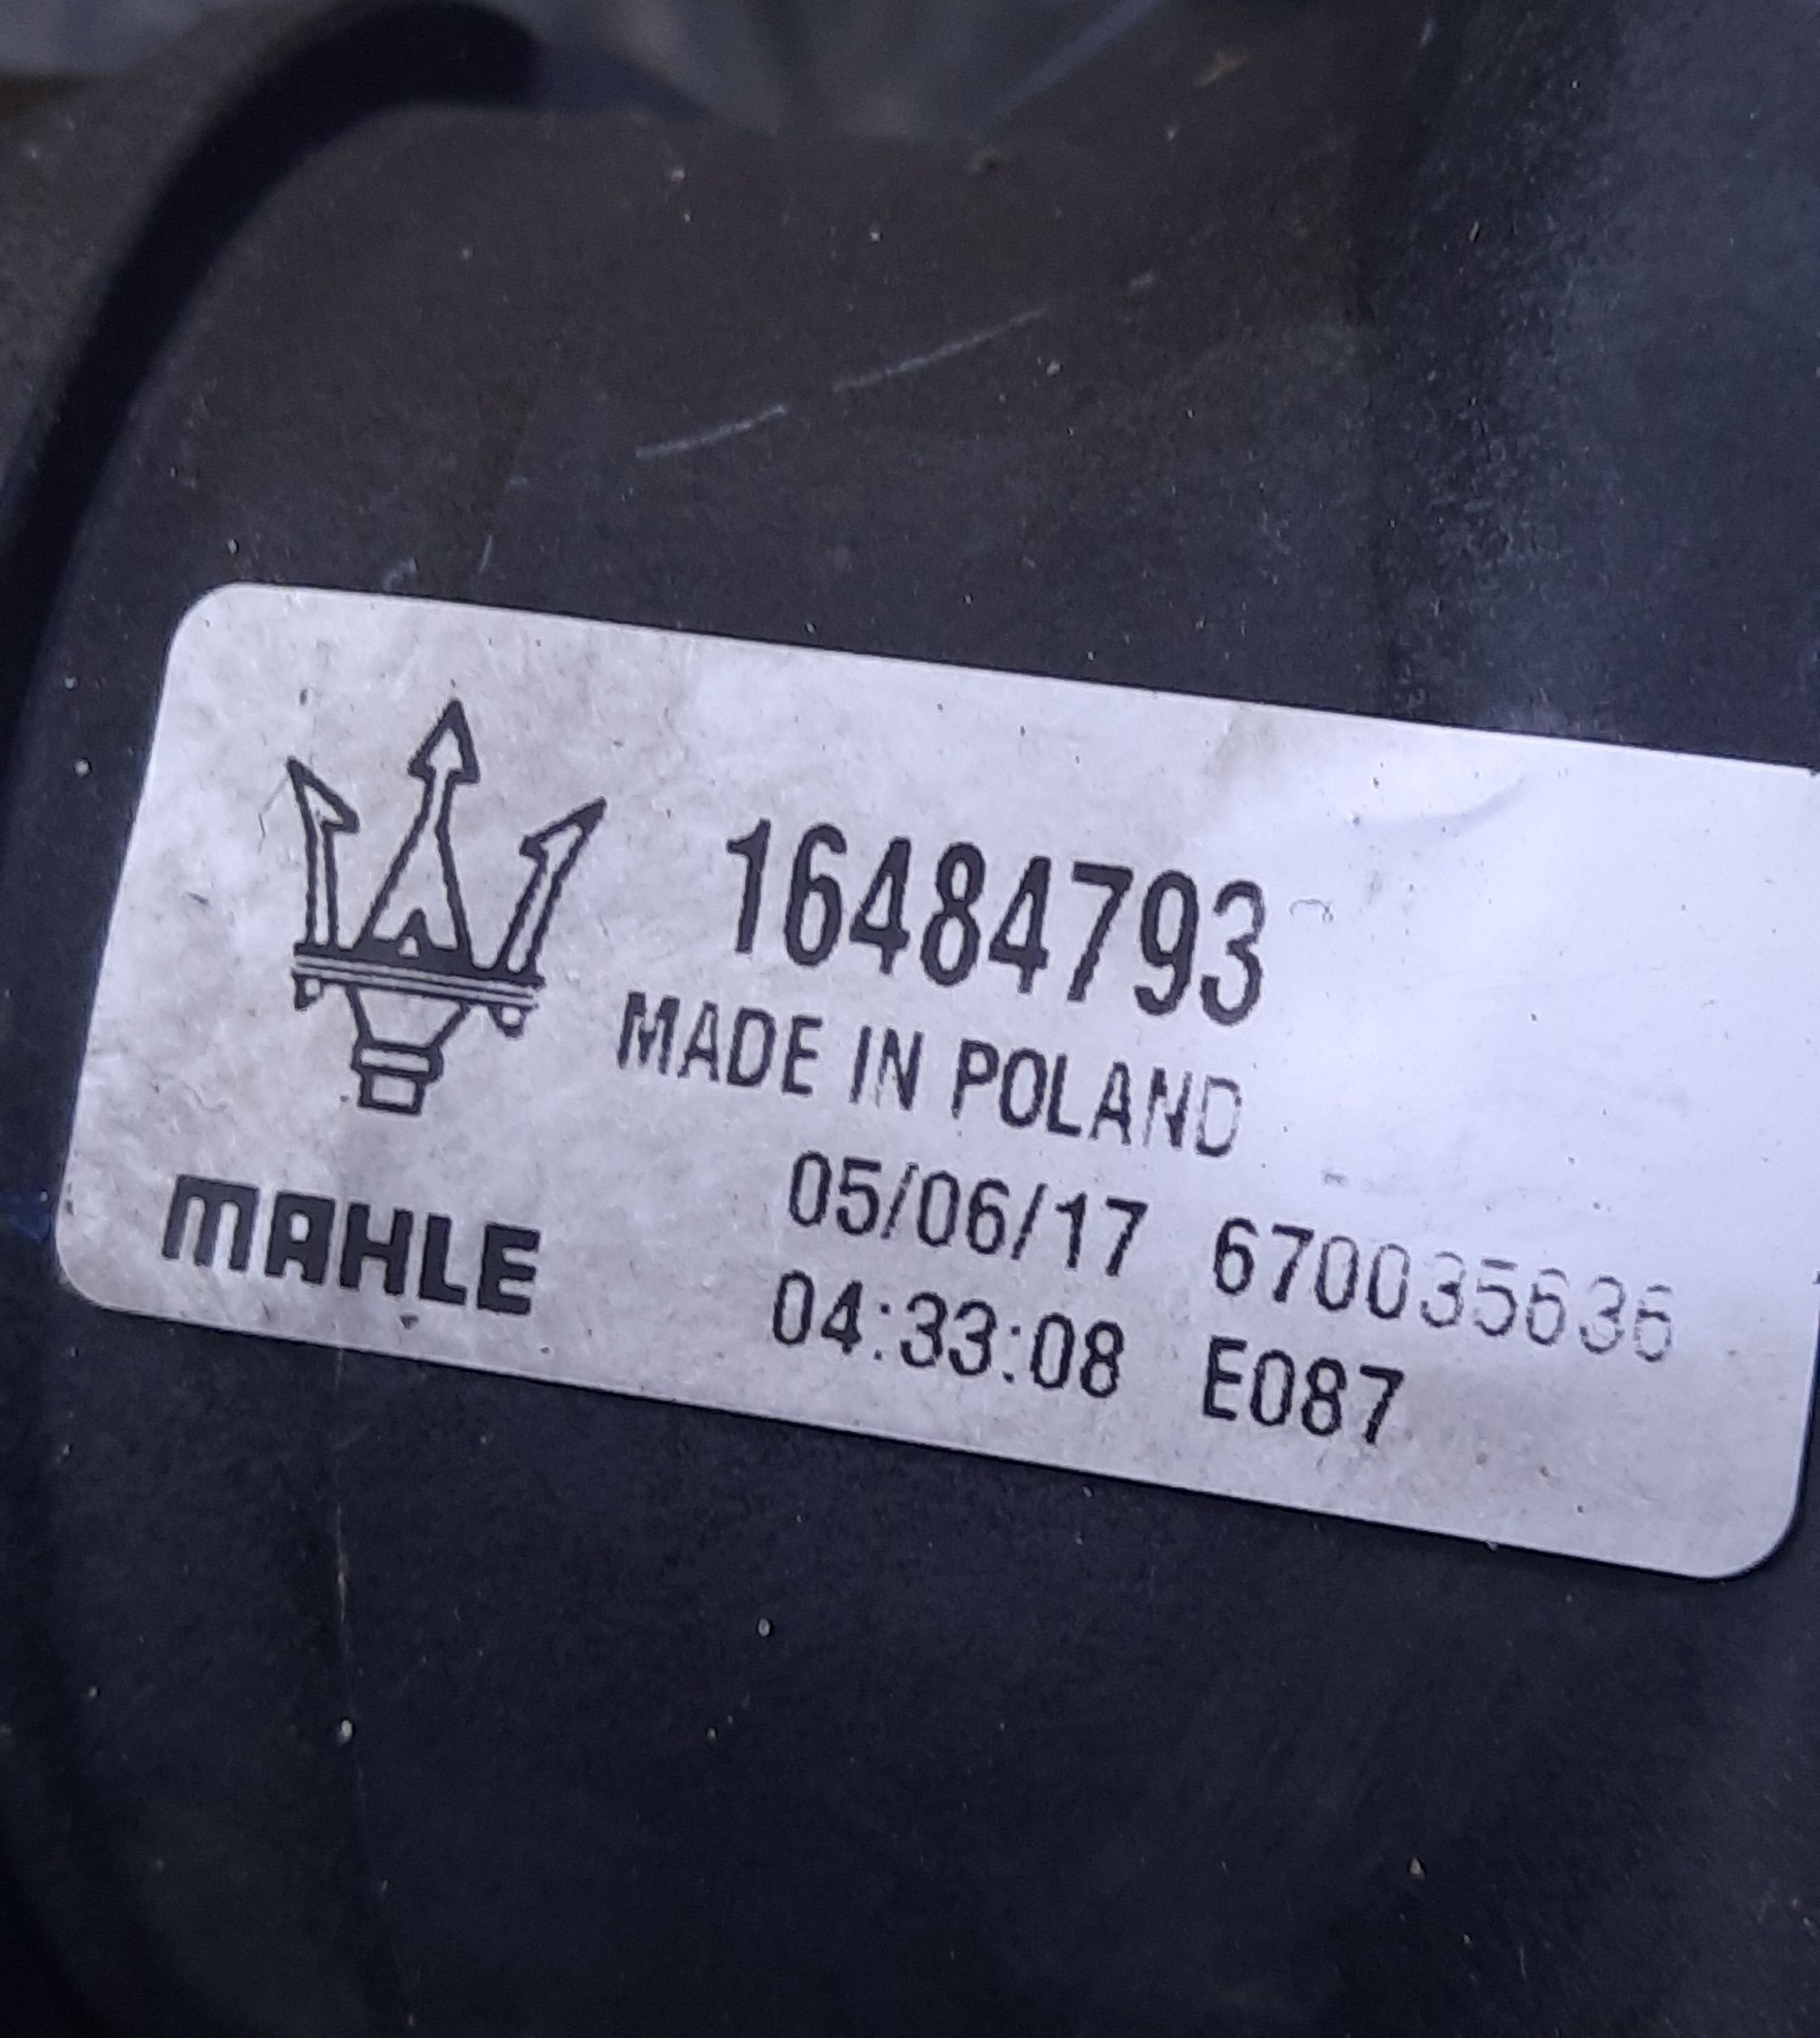 16484793
MADE IN POLAND
05/06/17 670035636
04:33:08 E087
MAHLE